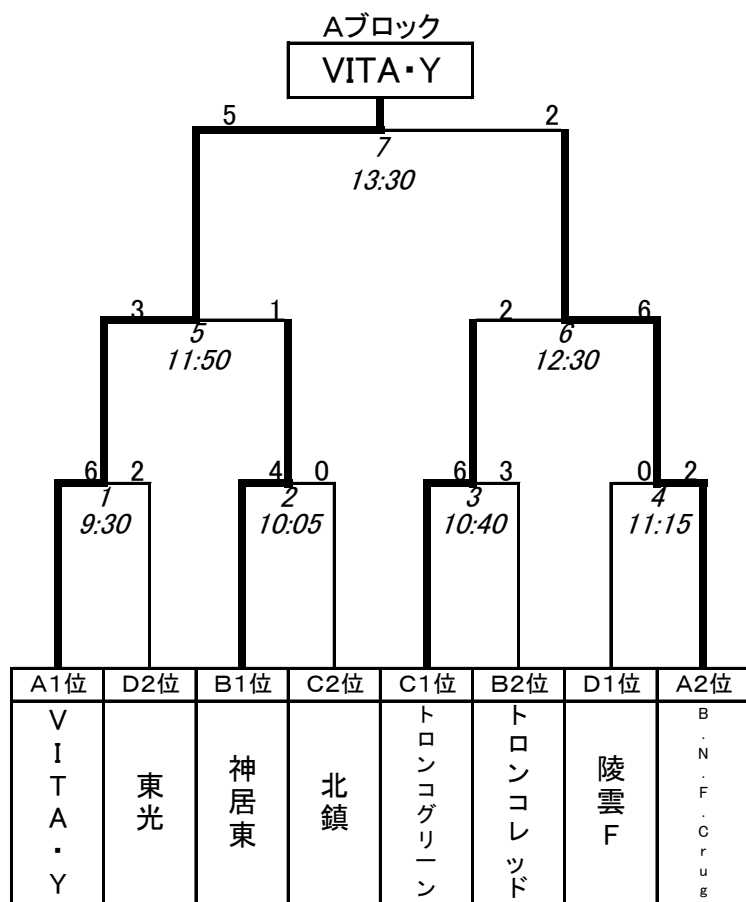 Aブロック
VITA・Y
5 2
7
13:30
3 1 2 6
5 6
11:50 12:30
6 2 4 0 6 3 0 2
1 2 3 4
9:30 10:05 10:40 11:15
A1位 D2位 B1位 C2位 C1位 B2位 D1位 A2位
VITA・Y
東光
神居東
北鎮
トロンコグリーン
トロンコレッド
陵雲F
B.N.F.Crug